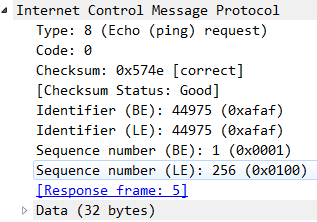 Internet Control Message Protocol
Type: 8 (Echo (ping) request)
Code: 0
Checksum: 0x574e [correct]
[Checksum Status: Good]
Identifier (BE): 44975 (0xafaf)
Identifier (LE): 44975 (0xafaf)
Sequence number (BE): 1 (0x0001)
Sequence number (LE): 256 (0x0100)
[Response frame: 5]
Data (32 bytes)